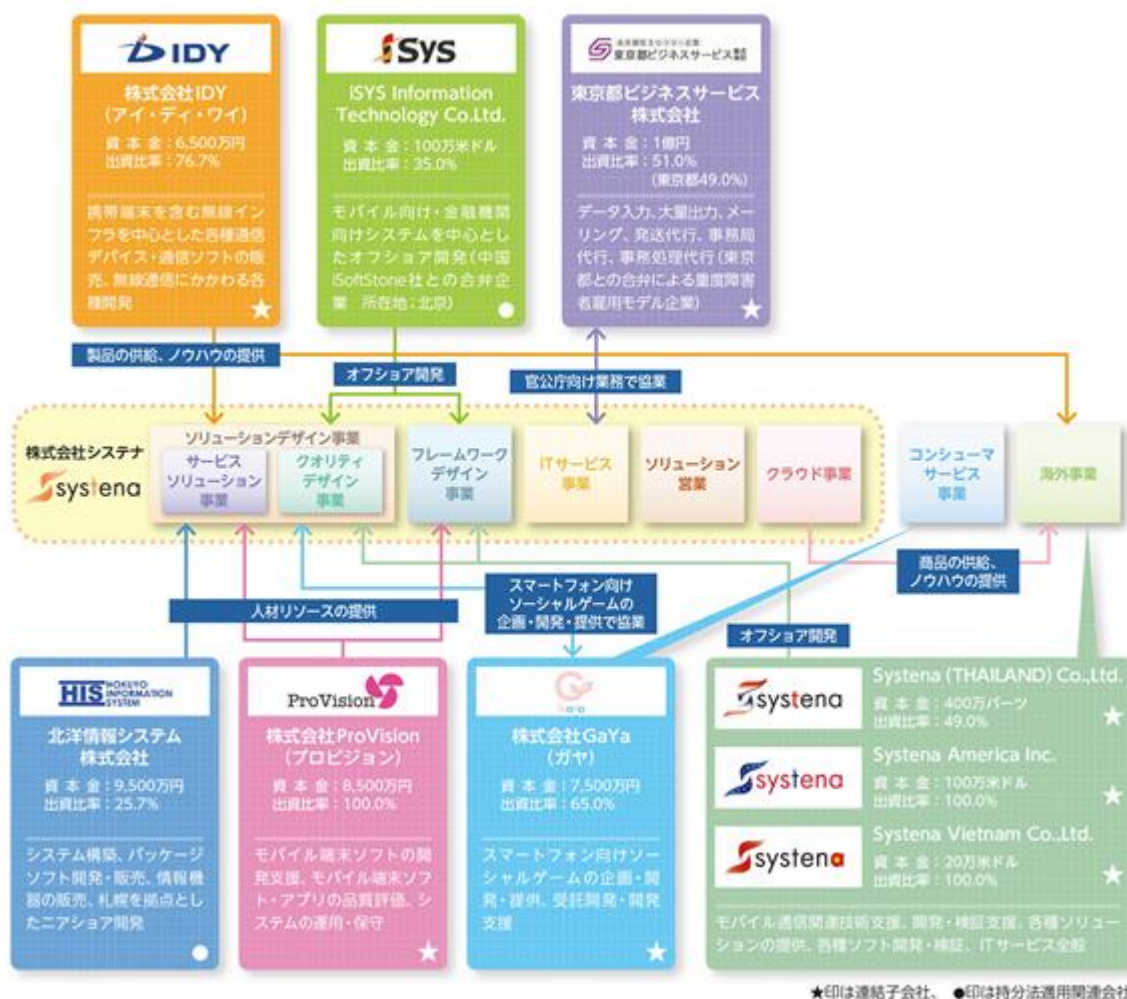 IDY
株式会社IDY
(アイ・ディ・ワイ)
資 本 金：6,500万円
出資比率：76.7%
携帯端末を含む無線イン
フラを中心とした各種通信
デバイス・通信ソフトの販
売、無線通信にかかわる各
種開発
★
iSYS
iSYS Information
Technology Co.Ltd.
資 本 金：100万米ドル
出資比率：35.0%
モバイル向け・金融機関
向けシステムを中心とし
たオフショア開発(中国
iSoftStone社との合弁企
業　所在地：北京)
●
東京都ビジネスサービス株式会社
東京都ビジネスサービス
株式会社
資 本 金：1億円
出資比率：51.0%
(東京都49.0%)
データ入力、大量出力、メー
リング、発送代行、事務局
代行、事務処理代行(東京
都との合弁による重度障害
者雇用モデル企業)
★
製品の供給、ノウハウの提供
オフショア開発
官公庁向け業務で協業
株式会社システナ
systena
ソリューションデザイン事業
サービス
ソリューション
事業
クオリティ
デザイン
事業
フレームワーク
デザイン
事業
ITサービス
事業
ソリューション
営業
クラウド事業
コンシューマ
サービス
事業
海外事業
人材リソースの提供
スマートフォン向け
ソーシャルゲームの
企画・開発・提供で協業
商品の供給、
ノウハウの提供
オフショア開発
HIS HOKUYO
INFORMATION
SYSTEM
北洋情報システム
株式会社
資 本 金：9,500万円
出資比率：25.7%
システム構築、パッケージ
ソフト開発・販売、情報機
器の販売、札幌を拠点とし
たニアショア開発
●
ProVision
株式会社ProVision
(プロビジョン)
資 本 金：8,500万円
出資比率：100.0%
モバイル端末ソフトの開
発支援、モバイル端末ソフ
ト・アプリの品質評価、シ
ステムの運用・保守
★
株式会社GaYa
(ガヤ)
資 本 金：7,500万円
出資比率：65.0%
スマートフォン向けソー
シャルゲームの企画・開
発・提供、受託開発・開発
支援
★
systena
Systena (THAILAND) Co.,Ltd.
資 本 金：400万バーツ
出資比率：49.0%
★
systena
Systena America Inc.
資 本 金：100万米ドル
出資比率：100.0%
★
systena
Systena Vietnam Co.,Ltd.
資 本 金：20万米ドル
出資比率：100.0%
★
モバイル通信関連技術支援、開発・検証支援、各種ソリュー
ションの提供、各種ソフト開発・検証、ITサービス全般
★印は連結子会社、 ●印は持分法適用関連会社